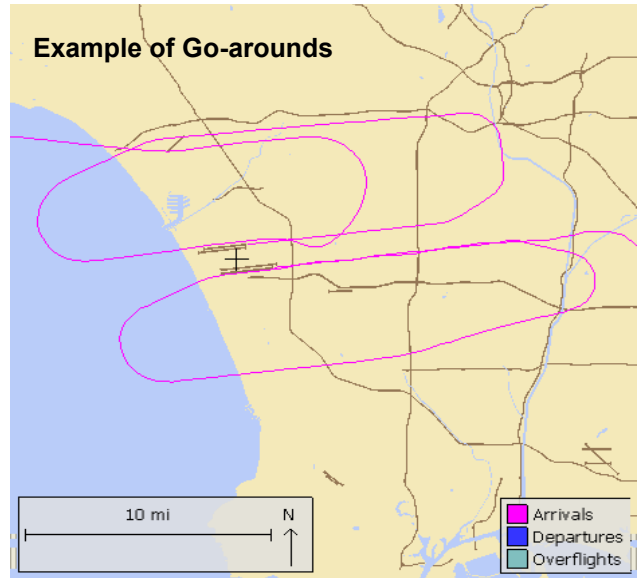 Example of Go-arounds
10 mi
N
Arrivals
Departures
Overflights